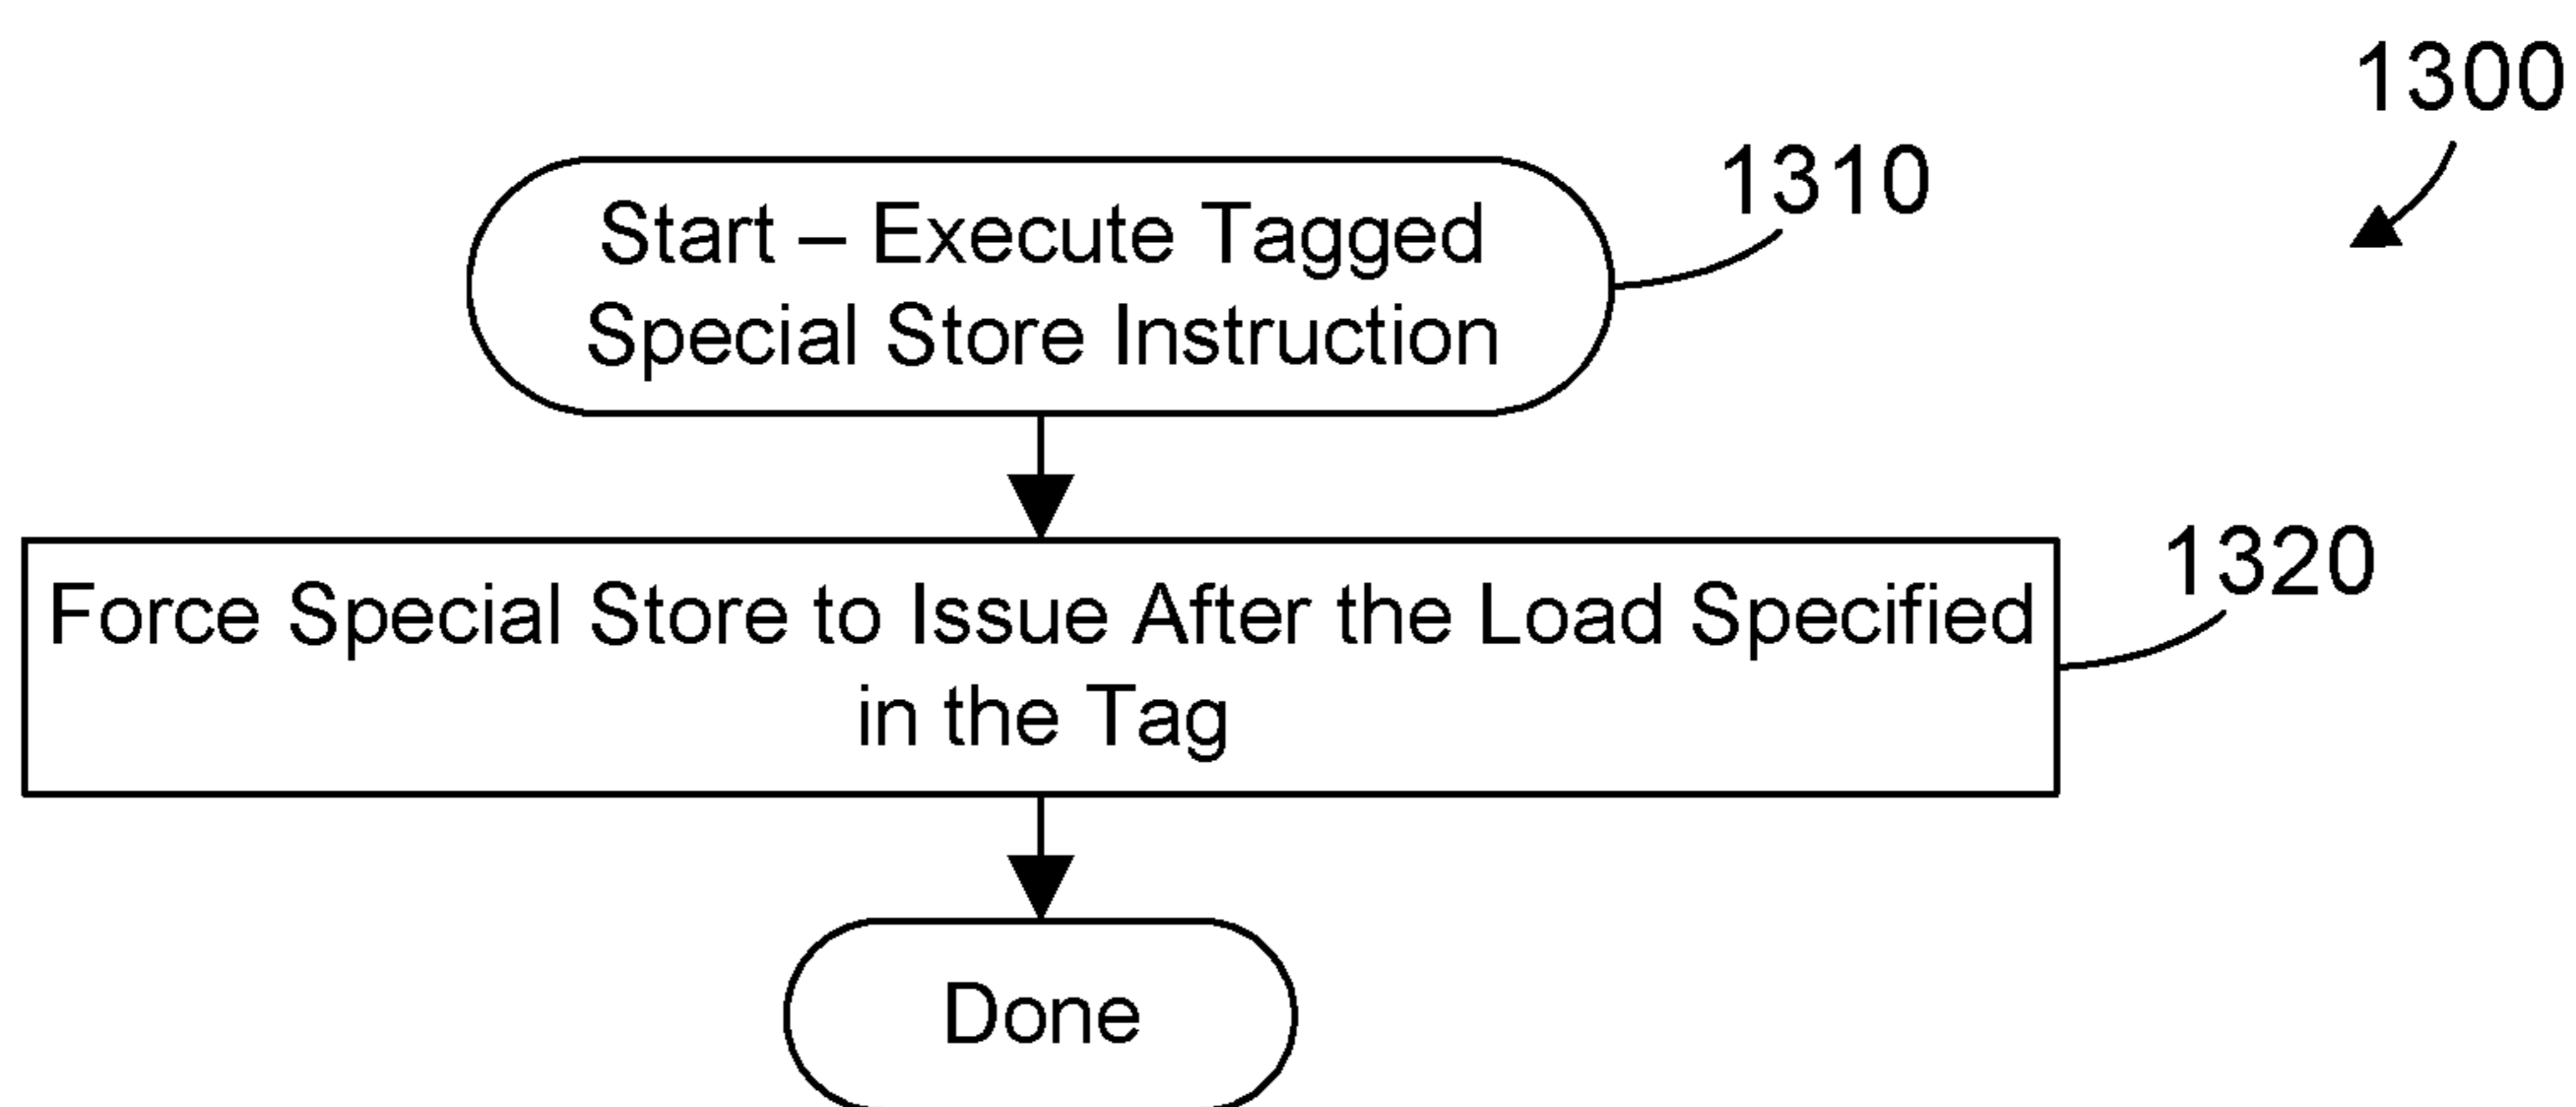 1300
1310
Start – Execute Tagged
Special Store Instruction
1320
Force Special Store to Issue After the Load Specified
in the Tag
Done